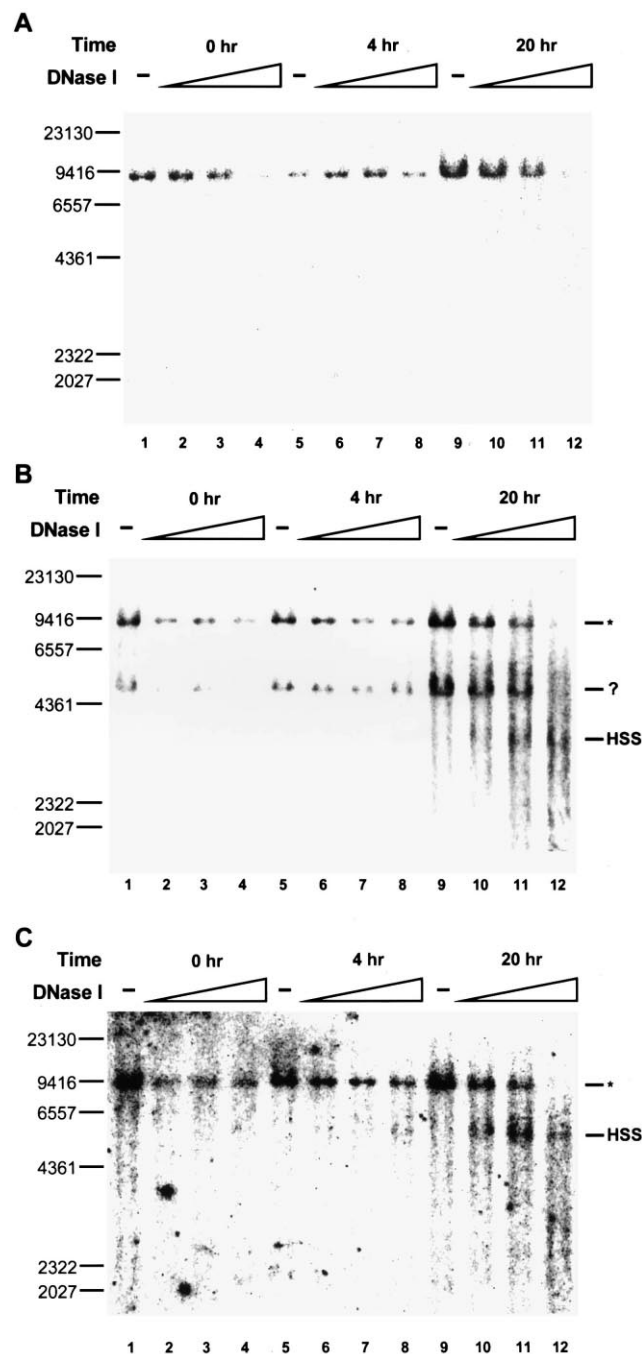 A
Time 0 hr 4 hr 20 hr
DNase I – –  –
23130
9416
6557
4361
2322
2027
1 2 3 4 5 6 7 8 9 10 11 12
B
Time 0 hr 4 hr 20 hr
DNase I – – –
23130
9416 *
6557
?
4361
HSS
2322
2027
1 2 3 4 5 6 7 8 9 10 11 12
C
Time 0 hr 4 hr 20 hr
DNase I – – –
23130
9416 *
6557
HSS
4361
2322
2027
1 2 3 4 5 6 7 8 9 10 11 12